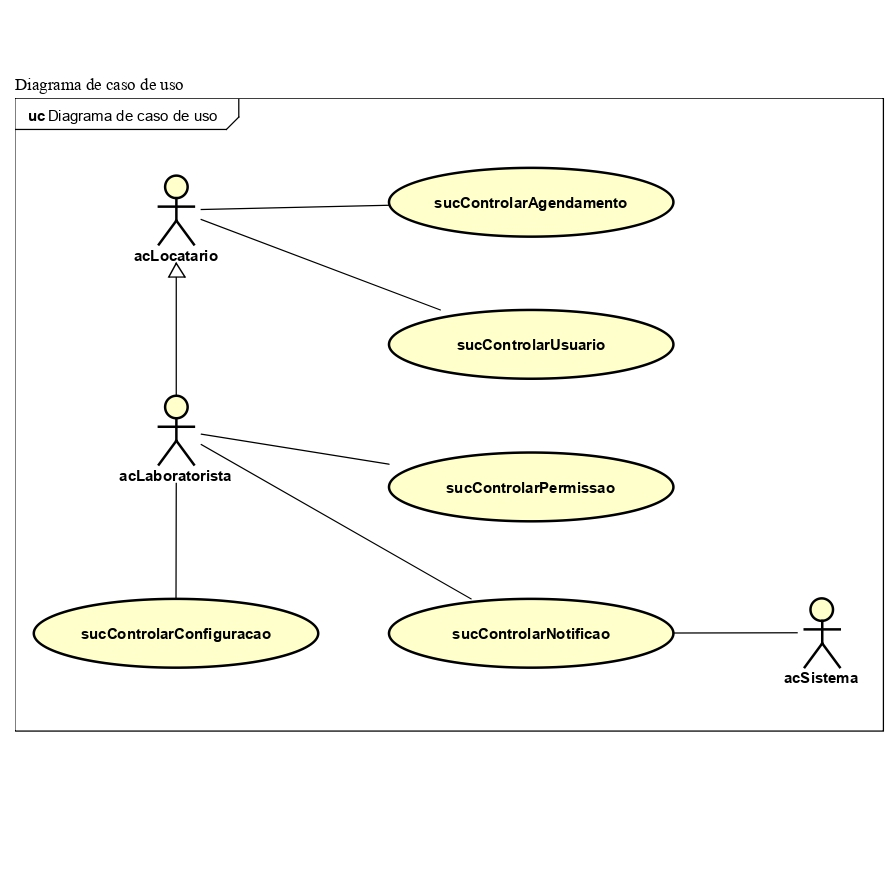 Diagrama de caso de uso
uc Diagrama de caso de uso
sucControlarAgendamento
acLocatario
sucControlarUsuario
acLaboratorista
sucControlarPermissao
sucControlarConfiguracao
sucControlarNotificao
acSistema